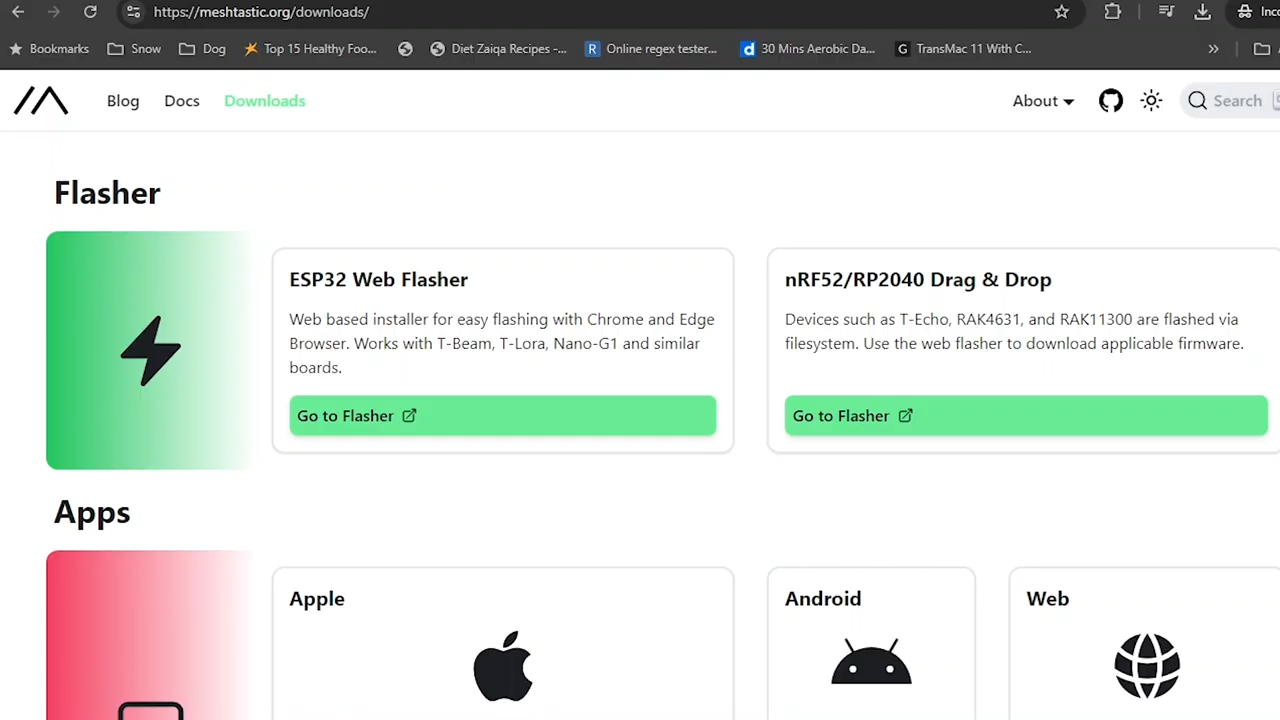 https://meshtastic.org/downloads/
Bookmarks Snow Dog Top 15 Healthy Foo... Diet Zaiqa Recipes -... R Online regex tester... d 30 Mins Aerobic Da... G TransMac 11 With C... »
Blog Docs Downloads About Search
Flasher
ESP32 Web Flasher
Web based installer for easy flashing with Chrome and Edge
Browser. Works with T-Beam, T-Lora, Nano-G1 and similar
boards.
Go to Flasher
nRF52/RP2040 Drag & Drop
Devices such as T-Echo, RAK4631, and RAK11300 are flashed via
filesystem. Use the web flasher to download applicable firmware.
Go to Flasher
Apps
Apple
Android
Web